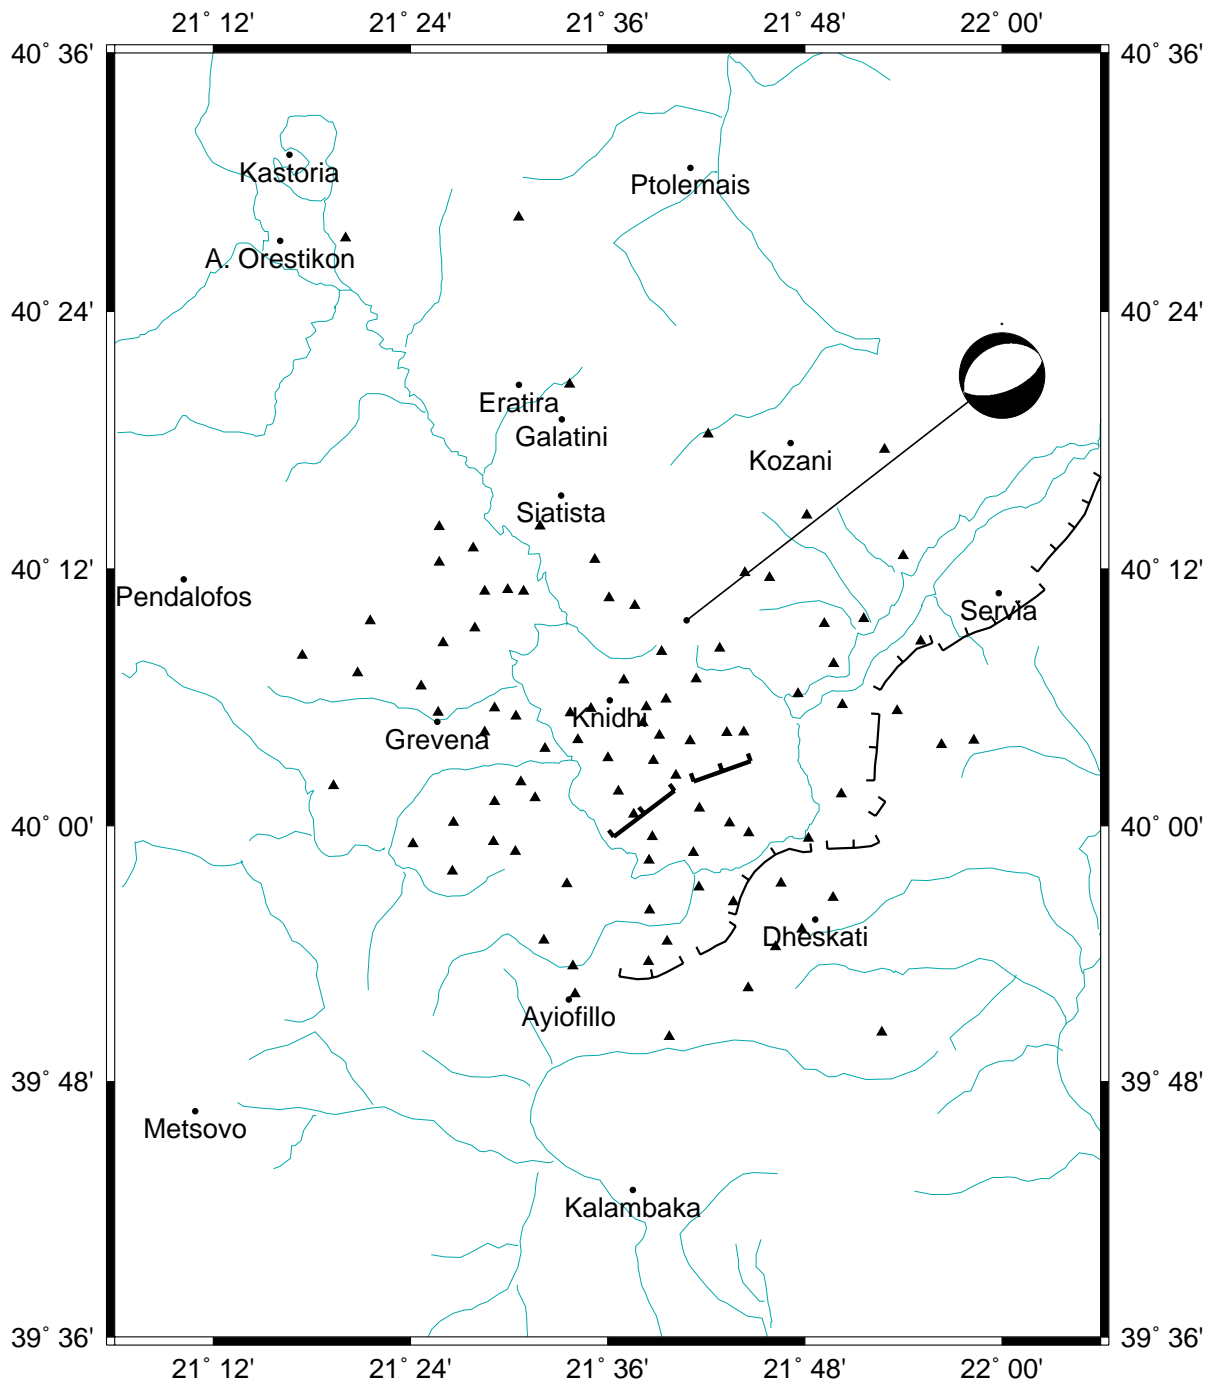 21° 12' 21° 24' 21° 36' 21° 48' 22° 00'
40° 36' 40° 36'
Kastoria
Ptolemais
A. Orestikon
40° 24' 40° 24'
Eratira
Galatini
Kozani
Siatista
40° 12' 40° 12'
Pendalofos
Servia
Knidhi
Grevena
40° 00' 40° 00'
Dheskati
Ayiofillo
39° 48' 39° 48'
Metsovo
Kalambaka
39° 36' 39° 36'
21° 12' 21° 24' 21° 36' 21° 48' 22° 00'